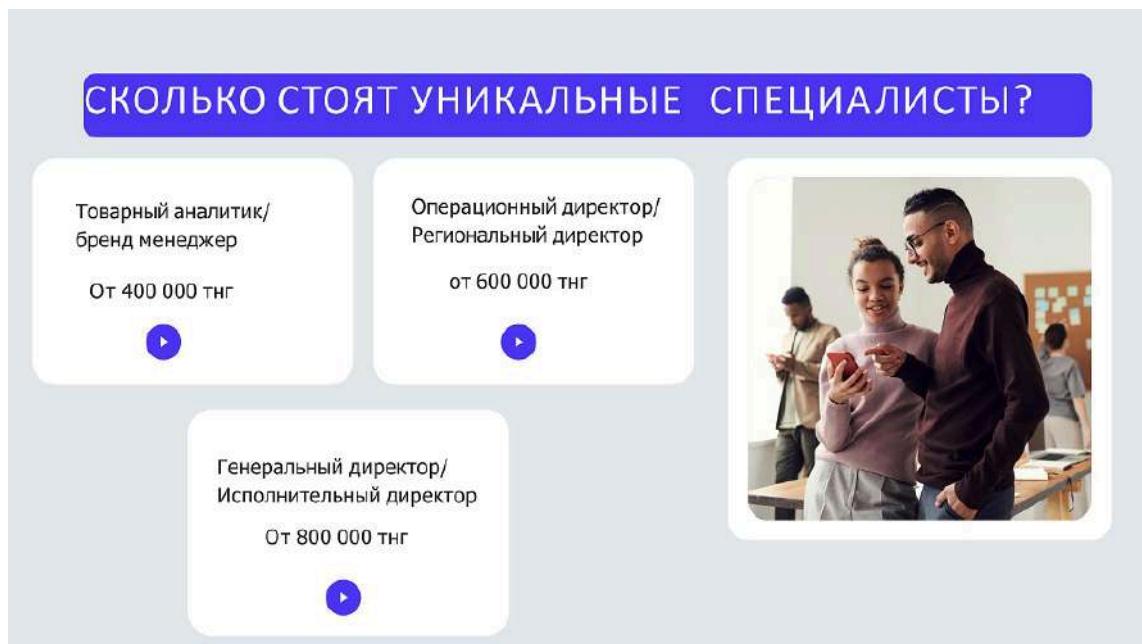 СКОЛЬКО СТОЯТ УНИКАЛЬНЫЕ СПЕЦИАЛИСТЫ?
Товарный аналитик/
бренд менеджер
От 400 000 тнг
Операционный директор/
Региональный директор
от 600 000 тнг
Генеральный директор/
Исполнительный директор
От 800 000 тнг